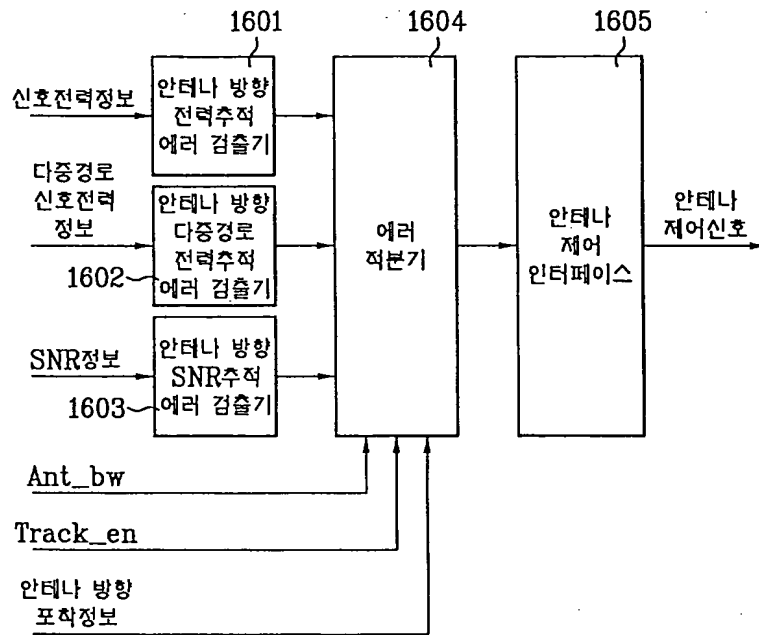 1601
1604
1605
신호전력정보
안테나 방향
전력추적
에러 검출기
다중경로
신호전력
정보
안테나 방향
다중경로
전력추적
에러 검출기
1602
SNR정보
안테나 방향
SNR추적
에러 검출기
1603
에러
적분기
안테나
제어
인터페이스
안테나
제어신호
Ant_bw
Track_en
안테나 방향
포착정보